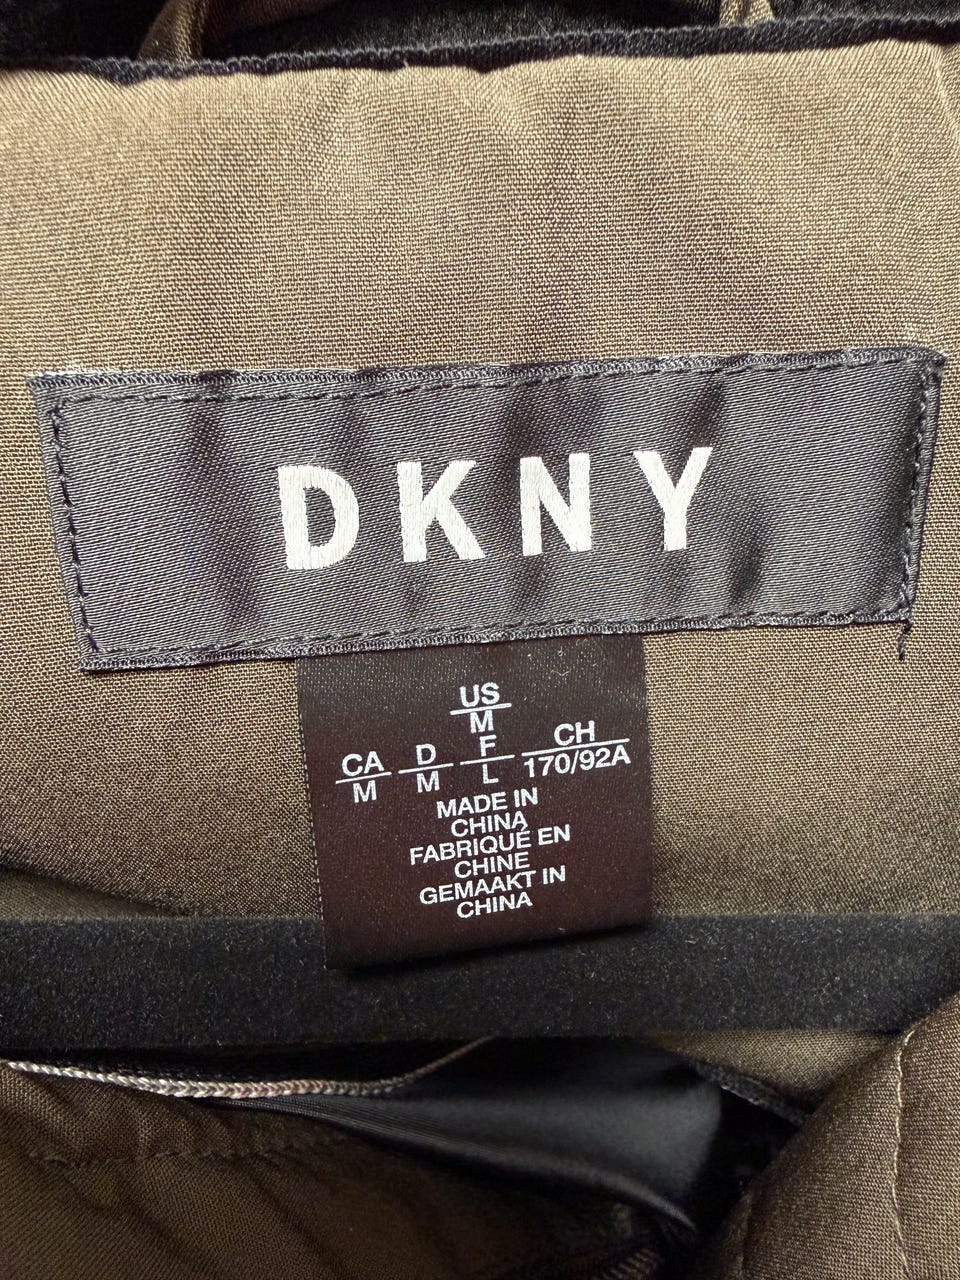 DKNY
US
M
CA D F CH
M M L 170/92A
MADE IN
CHINA
FABRIQUÉ EN
CHINE
GEMAAKT IN
CHINA